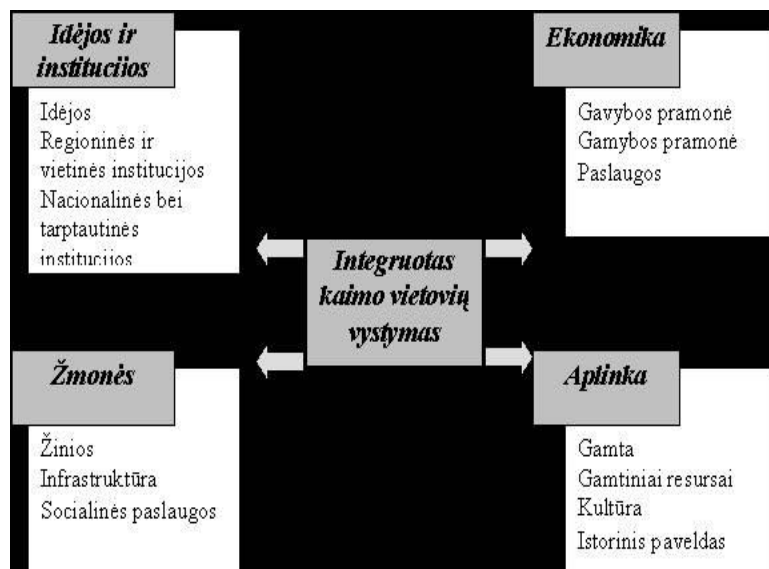 Idėjos ir
institucijos
Idėjos
Regioninės ir
vietinės institucijos
Nacionalinės bei
tarptautinės
institucijos
Ekonomika
Gavybos pramonė
Gamybos pramonė
Paslaugos
Integruotas
kaimo vietovių
vystymas
Žmonės
Žinios
Infrastruktūra
Socialinės paslaugos
Aplinka
Gamta
Gamtiniai resursai
Kultūra
Istorinis paveldas